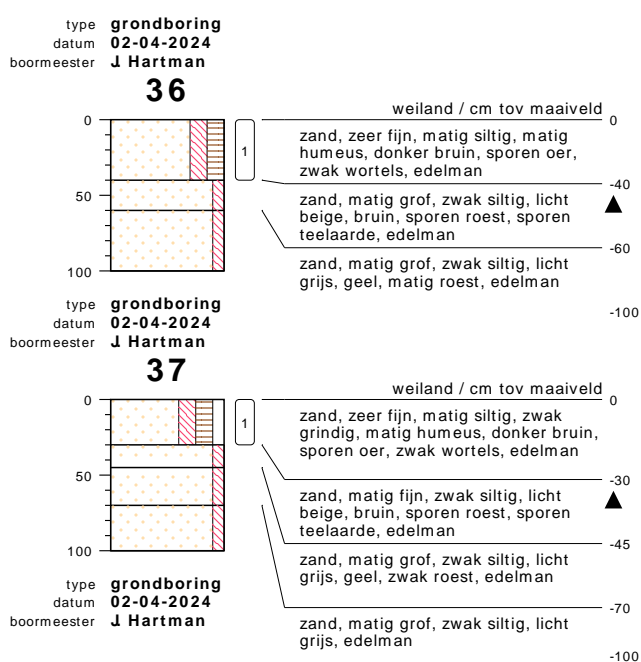 type grondboring
datum 02-04-2024
boormeester J. Hartman
36
weiland / cm tov maaiveld
0
0
1
zand, zeer fijn, matig siltig, matig
humeus, donker bruin, sporen oer,
zwak wortels, edelman
-40
50
zand, matig grof, zwak siltig, licht
beige, bruin, sporen roest, sporen
teelaarde, edelman
-60
zand, matig grof, zwak siltig, licht
grijs, geel, matig roest, edelman
100
-100
type grondboring
datum 02-04-2024
boormeester J. Hartman
37
weiland / cm tov maaiveld
0
0
1
zand, zeer fijn, matig siltig, zwak
grindig, matig humeus, donker bruin,
sporen oer, zwak wortels, edelman
-30
50
zand, matig fijn, zwak siltig, licht
beige, bruin, sporen roest, sporen
teelaarde, edelman
-45
100
zand, matig grof, zwak siltig, licht
grijs, geel, zwak roest, edelman
-70
zand, matig grof, zwak siltig, licht
grijs, edelman
-100
type grondboring
datum 02-04-2024
boormeester J. Hartman